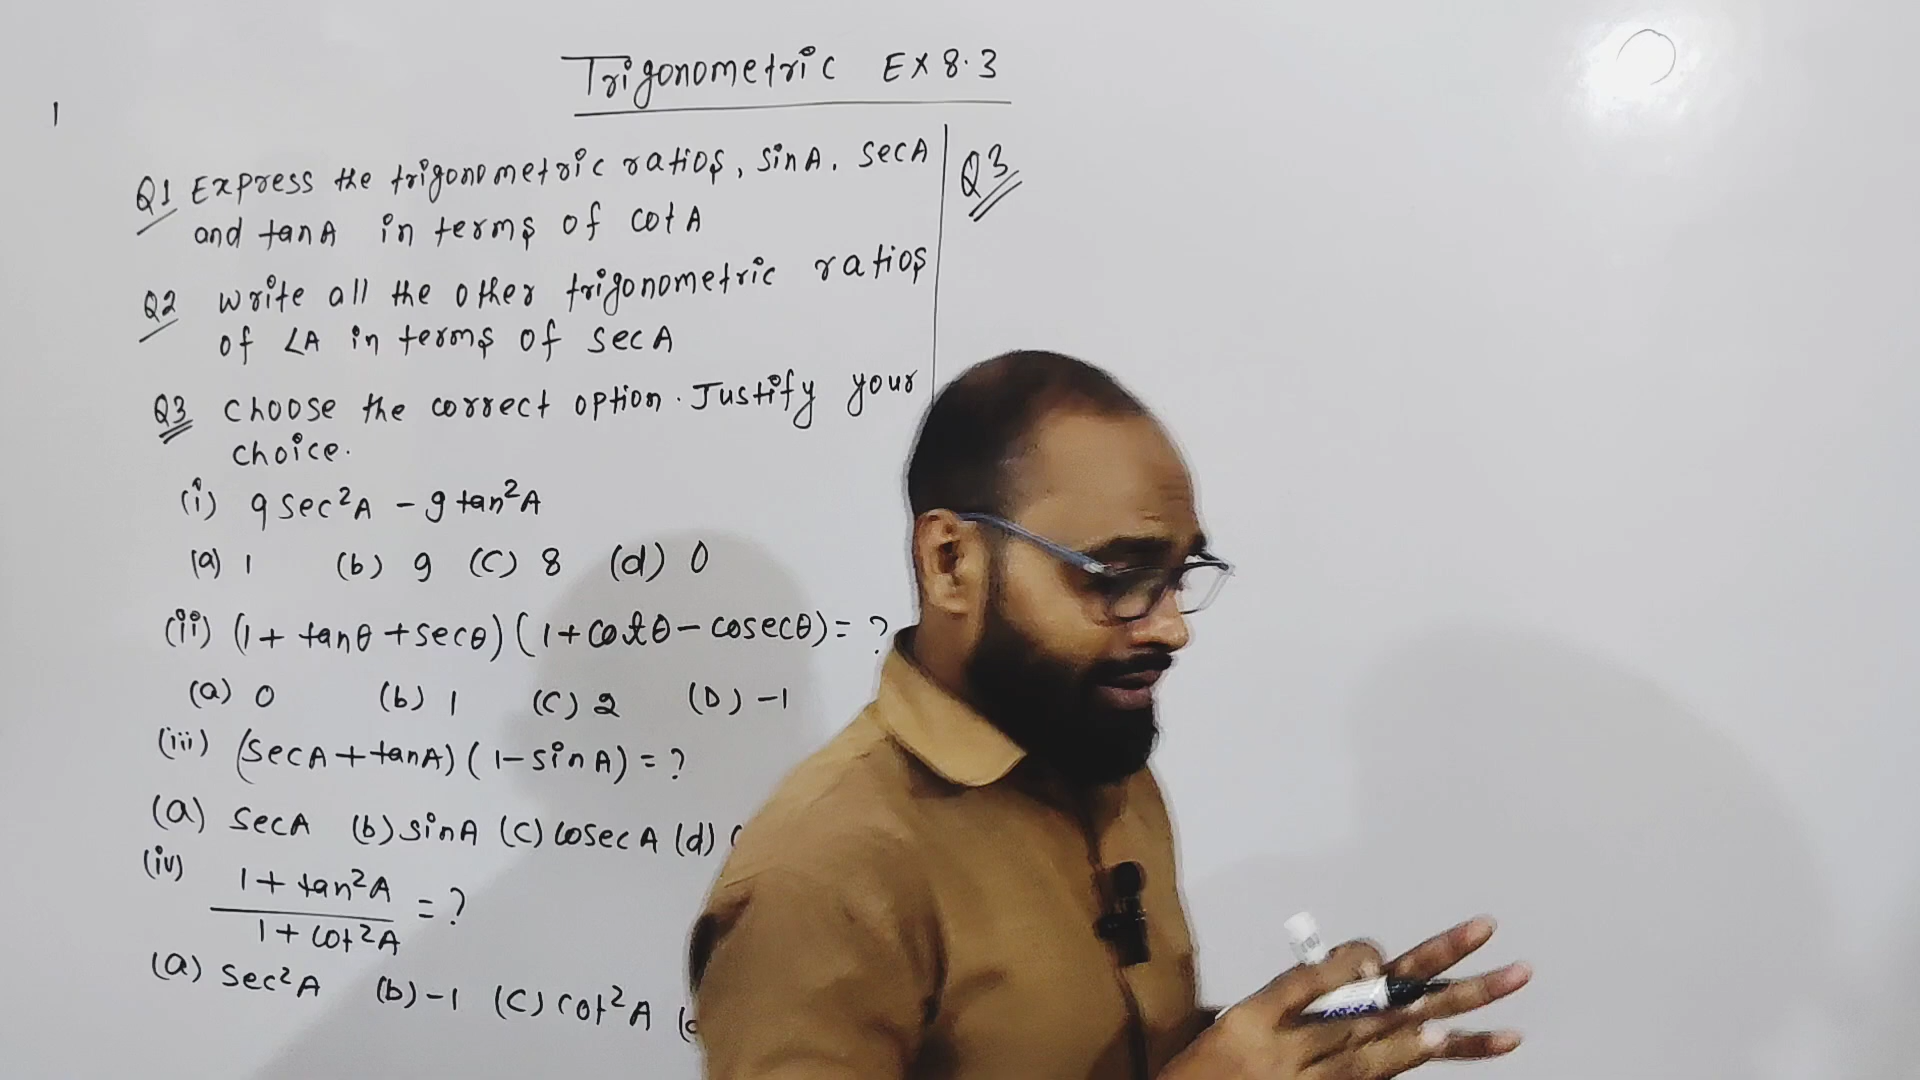 Trigonometric Ex 8.3
Q1 Express the trigonometric ratios, sinA, secA
and tanA in terms of cotA
Q2 write all the other trigonometric ratios
of ∠A in terms of secA
Q3 choose the correct option. Justify your
choice.
(i) 9 sec²A - 9 tan²A
(a) 1 (b) 9 (C) 8 (d) 0
(ii) (1 + tanθ + secθ) (1 + cotθ - cosecθ) = ?
(a) 0 (b) 1 (C) 2 (D) -1
(iii) (secA + tanA) (1 - sinA) = ?
(a) secA (b) sinA (C) cosecA (d)
(iv) 1 + tan²A
= ?
1 + cot²A
(a) sec²A (b) -1 (C) cot²A
Q3